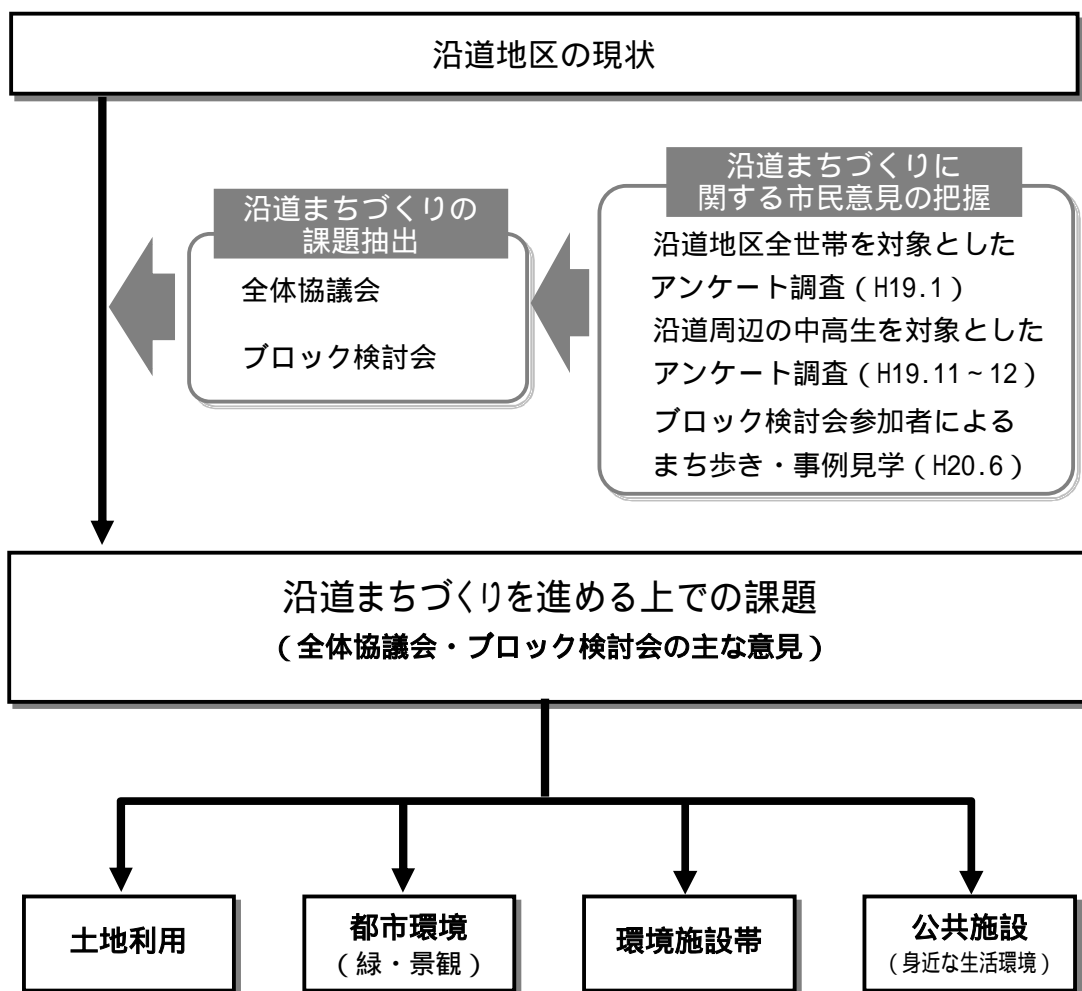 沿道地区の現状
沿道まちづくりの
課題抽出
全体協議会
ブロック検討会
沿道まちづくりに
関する市民意見の把握
沿道地区全世帯を対象とした
アンケート調査（H19.1）
沿道周辺の中高生を対象とした
アンケート調査（H19.11～12）
ブロック検討会参加者による
まち歩き・事例見学（H20.6）
沿道まちづくりを進める上での課題
（全体協議会・ブロック検討会の主な意見）
土地利用
都市環境
（緑・景観）
環境施設帯
公共施設
（身近な生活環境）